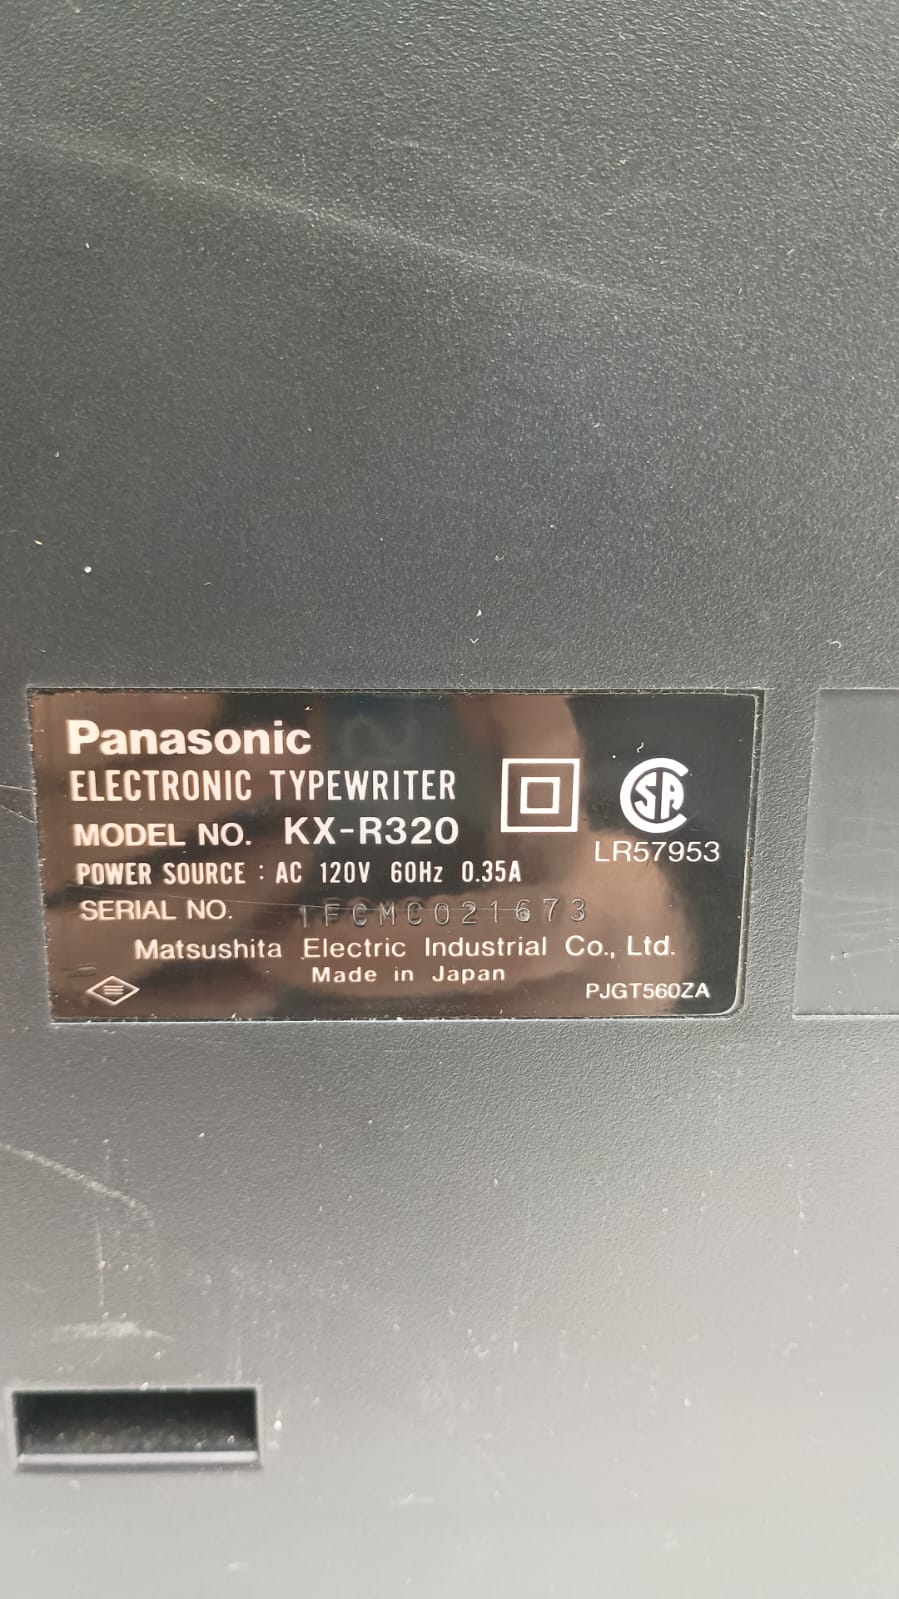 Panasonic
ELECTRONIC TYPEWRITER
MODEL NO. KX-R320
POWER SOURCE : AC 120V 60Hz 0.35A
SERIAL NO. 1FCMC021673
Matsushita Electric Industrial Co., Ltd.
Made in Japan
SA
LR57953
PJGT560ZA